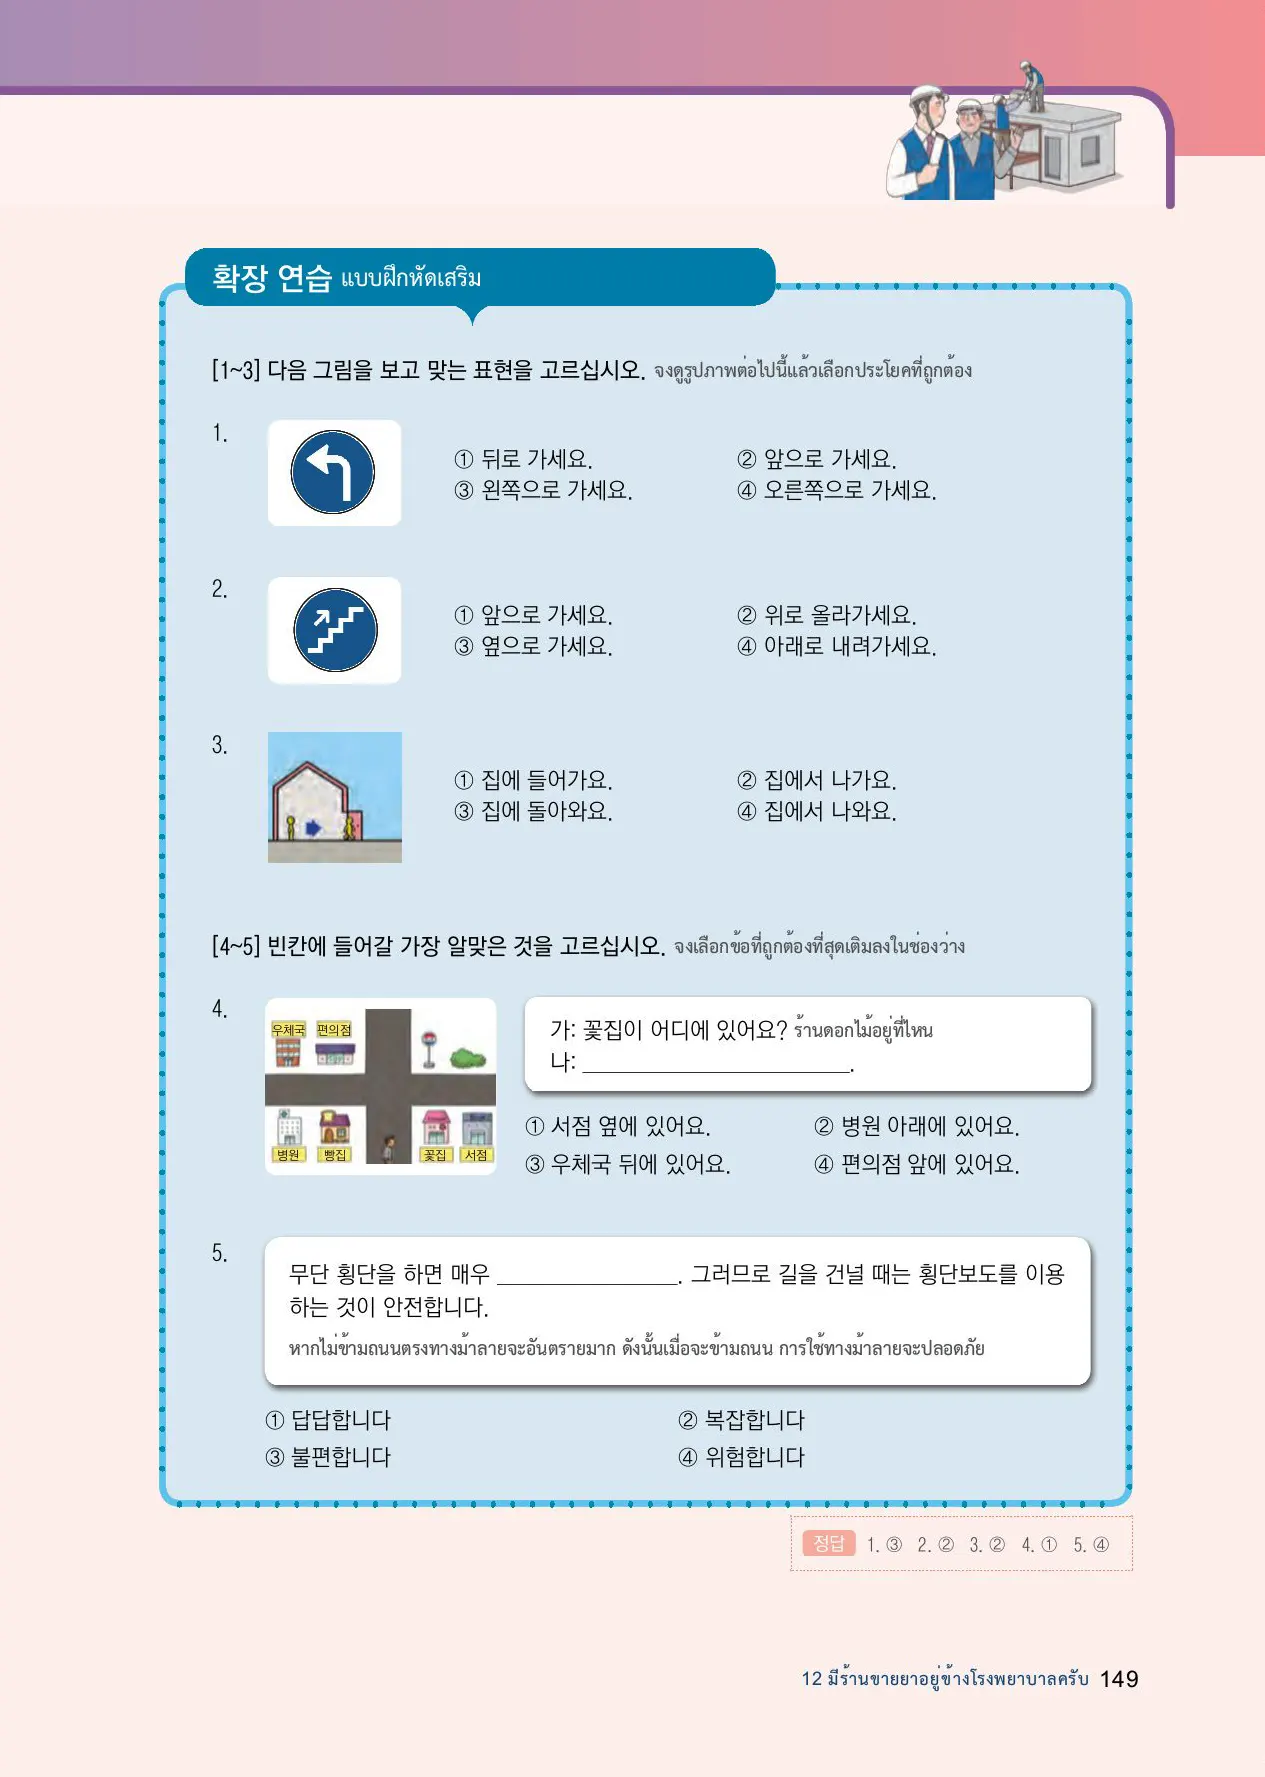 확장 연습 แบบฝึกหัดเสริม
[1~3] 다음 그림을 보고 맞는 표현을 고르십시오. จงดูรูปภาพต่อไปนี้แล้วเลือกประโยคที่ถูกต้อง
1.
① 뒤로 가세요. ② 앞으로 가세요.
③ 왼쪽으로 가세요. ④ 오른쪽으로 가세요.
2.
① 앞으로 가세요. ② 위로 올라가세요.
③ 옆으로 가세요. ④ 아래로 내려가세요.
3.
① 집에 들어가요. ② 집에서 나가요.
③ 집에 돌아와요. ④ 집에서 나와요.
[4~5] 빈칸에 들어갈 가장 알맞은 것을 고르십시오. จงเลือกข้อที่ถูกต้องที่สุดเติมลงในช่องว่าง
4.
우체국 편의점
병원 빵집 꽃집 서점
가: 꽃집이 어디에 있어요? ร้านดอกไม้อยู่ที่ไหน
나: ______________________.
① 서점 옆에 있어요. ② 병원 아래에 있어요.
③ 우체국 뒤에 있어요. ④ 편의점 앞에 있어요.
5.
무단 횡단을 하면 매우 _______________. 그러므로 길을 건널 때는 횡단보도를 이용
하는 것이 안전합니다.
หากไม่ข้ามถนนตรงทางม้าลายจะอันตรายมาก ดังนั้นเมื่อจะข้ามถนน การใช้ทางม้าลายจะปลอดภัย
① 답답합니다 ② 복잡합니다
③ 불편합니다 ④ 위험합니다
정답 1. ③ 2. ② 3. ② 4. ① 5. ④
12 มีร้านขายยาอยู่ข้างโรงพยาบาลครับ 149